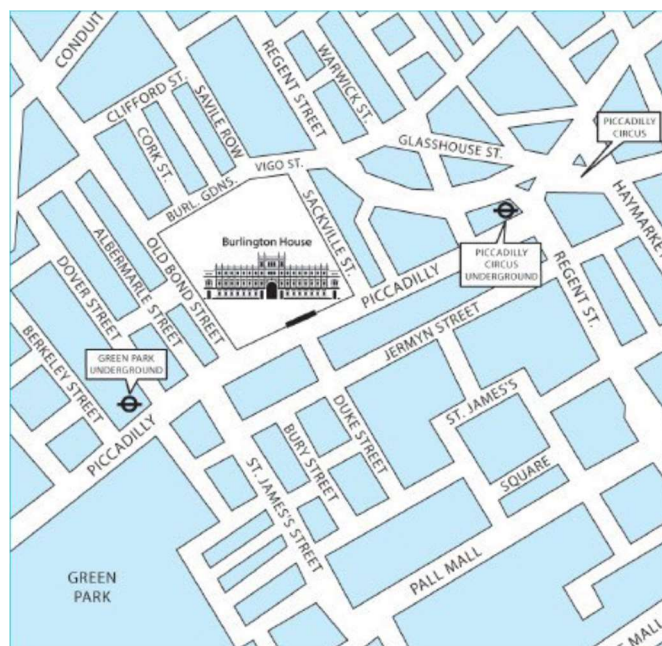 CONDUIT
CLIFFORD ST.
SAVILE ROW
CORK ST.
REGENT STREET
WARWICK ST.
GLASSHOUSE ST.
PICCADILLY
CIRCUS
HAYMARKET
VIGO ST.
BURL. GDNS.
SACKVILLE ST.
Burlington House
OLD BOND STREET
ALBERMARLE STREET
DOVER STREET
BERKELEY STREET
GREEN PARK
UNDERGROUND
PICCADILLY
PICCADILLY
PICCADILLY
CIRCUS
UNDERGROUND
REGENT ST.
JERMYN STREET
DUKE STREET
BURY STREET
ST. JAMES'S STREET
ST. JAMES'S
SQUARE
PALL MALL
GREEN
PARK
MALL